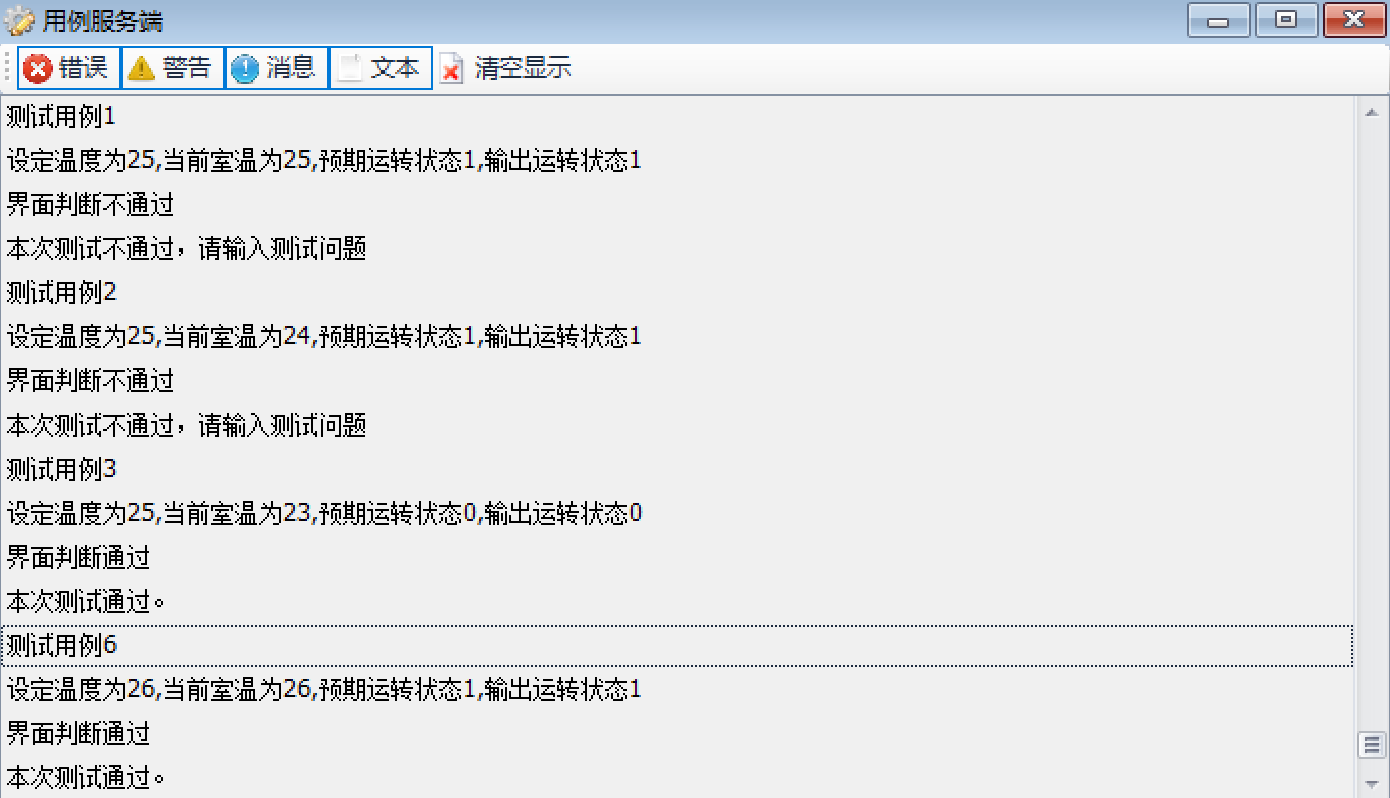 用例服务端
错误 警告 消息 文本 清空显示
测试用例1
设定温度为25,当前室温为25,预期运转状态1,输出运转状态1
界面判断不通过
本次测试不通过，请输入测试问题
测试用例2
设定温度为25,当前室温为24,预期运转状态1,输出运转状态1
界面判断不通过
本次测试不通过，请输入测试问题
测试用例3
设定温度为25,当前室温为23,预期运转状态0,输出运转状态0
界面判断通过
本次测试通过。
测试用例6
设定温度为26,当前室温为26,预期运转状态1,输出运转状态1
界面判断通过
本次测试通过。